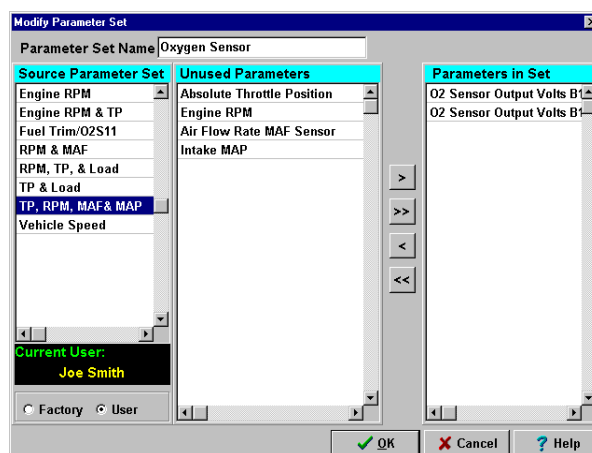 Modify Parameter Set
Parameter Set Name Oxygen Sensor
Source Parameter Set
Engine RPM
Engine RPM & TP
Fuel Trim/O2S11
RPM & MAF
RPM, TP, & Load
TP & Load
TP, RPM, MAF& MAP
Vehicle Speed
Unused Parameters
Absolute Throttle Position
Engine RPM
Air Flow Rate MAF Sensor
Intake MAP
>
>>
<
<<
Parameters in Set
O2 Sensor Output Volts B1
O2 Sensor Output Volts B1
Current User:
Joe Smith
Factory User
OK Cancel ? Help